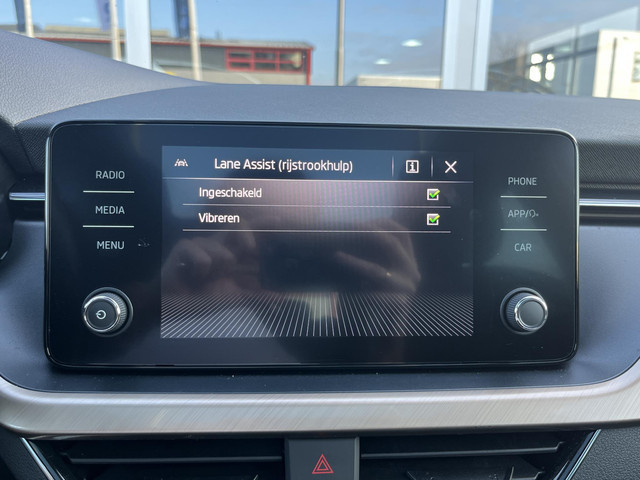 Lane Assist (rijstrookhulp)
Ingeschakeld
Vibreren
RADIO
MEDIA
MENU
PHONE
APP/
CAR